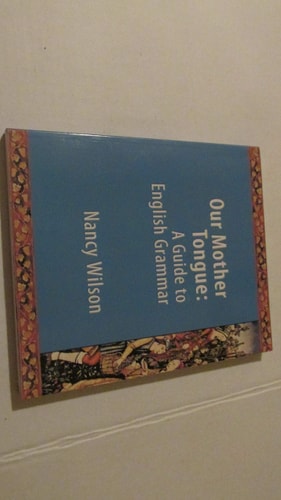 Our Mother
Tongue:
A Guide to
English Grammar
Nancy Wilson